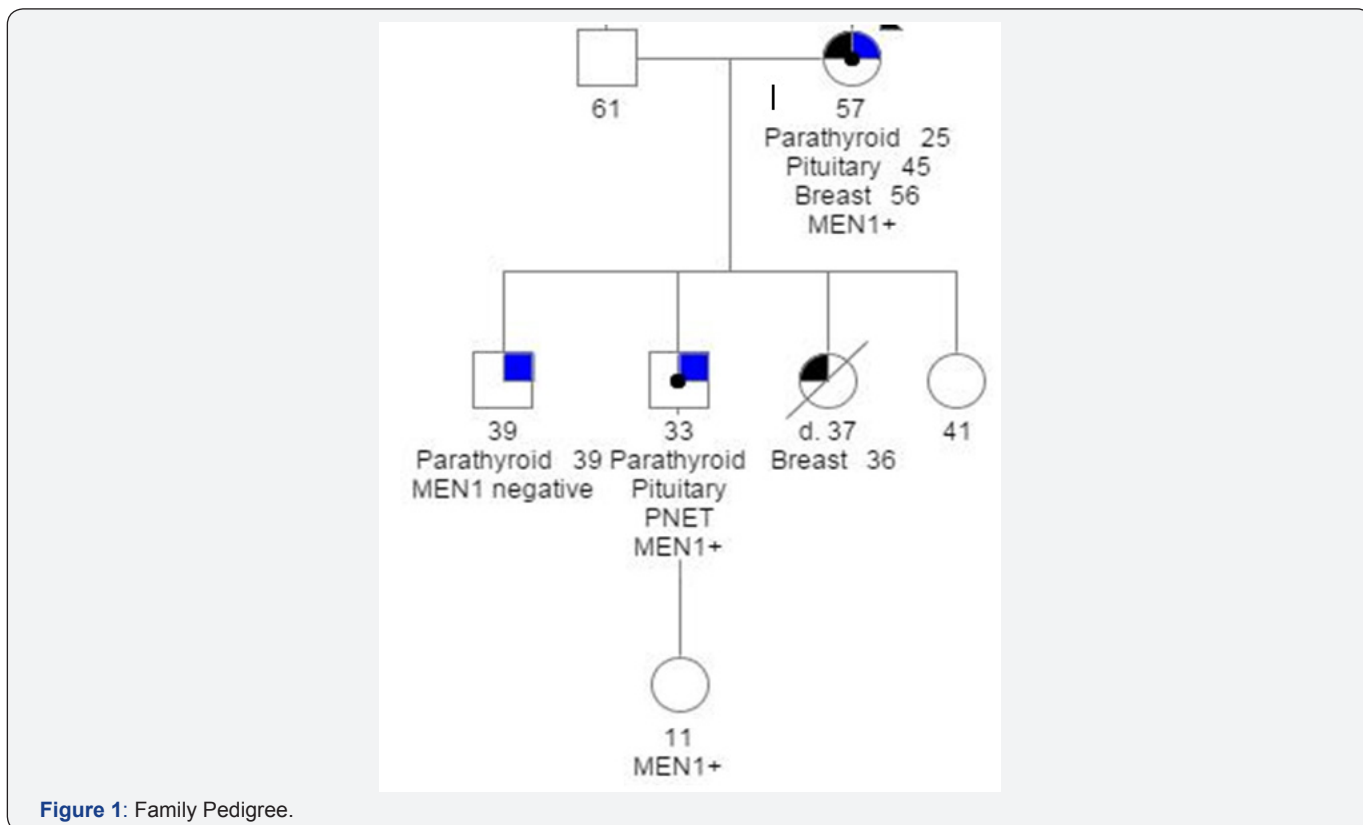 61
57
Parathyroid 25
Pituitary 45
Breast 56
MEN1+
39
Parathyroid 39
MEN1 negative
33
Parathyroid
Pituitary
PNET
MEN1+
d. 37
Breast 36
41
11
MEN1+
Figure 1: Family Pedigree.